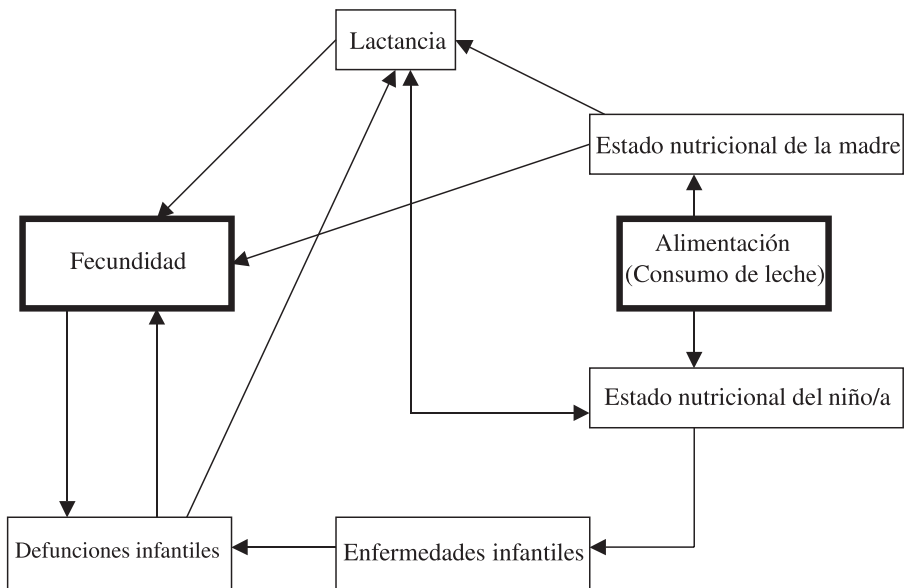 Lactancia
Estado nutricional de la madre
Fecundidad
Alimentación
(Consumo de leche)
Estado nutricional del niño/a
Defunciones infantiles
Enfermedades infantiles